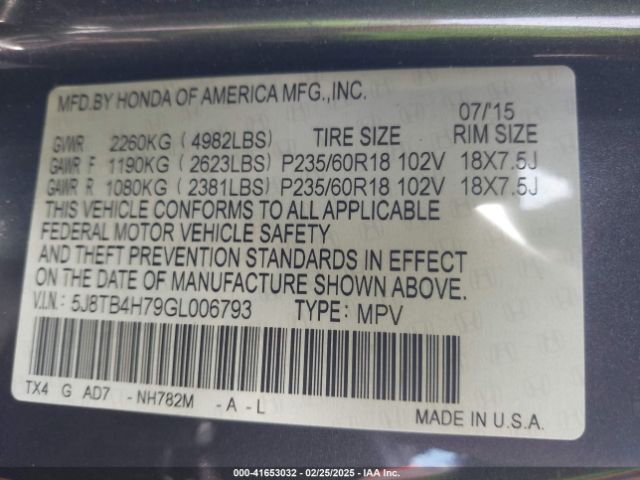 MFD.BY HONDA OF AMERICA MFG.,INC.
07/'15
GVWR 2260KG (4982LBS) TIRE SIZE RIM SIZE
GAWR F 1190KG (2623LBS) P235/60R18 102V 18X7.5J
GAWR R 1080KG (2381LBS) P235/60R18 102V 18X7.5J
THIS VEHICLE CONFORMS TO ALL APPLICABLE
FEDERAL MOTOR VEHICLE SAFETY
AND THEFT PREVENTION STANDARDS IN EFFECT
ON THE DATE OF MANUFACTURE SHOWN ABOVE.
V.I.N.: 5J8TB4H79GL006793 TYPE: MPV
TX4 G AD7 - NH782M - A - L
MADE IN U.S.A.
000-41653032 - 02/25/2025 - IAA Inc.